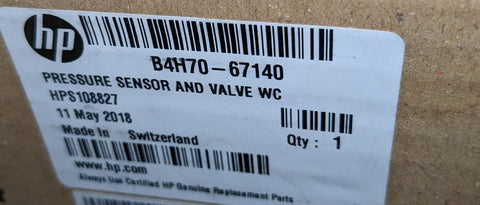 hp
B4H70-67140
PRESSURE SENSOR AND VALVE WC
HPS108827
11 May 2018
Made In Switzerland
Qty : 1
www.hp.com
Always Use Certified HP Genuine Replacement Parts